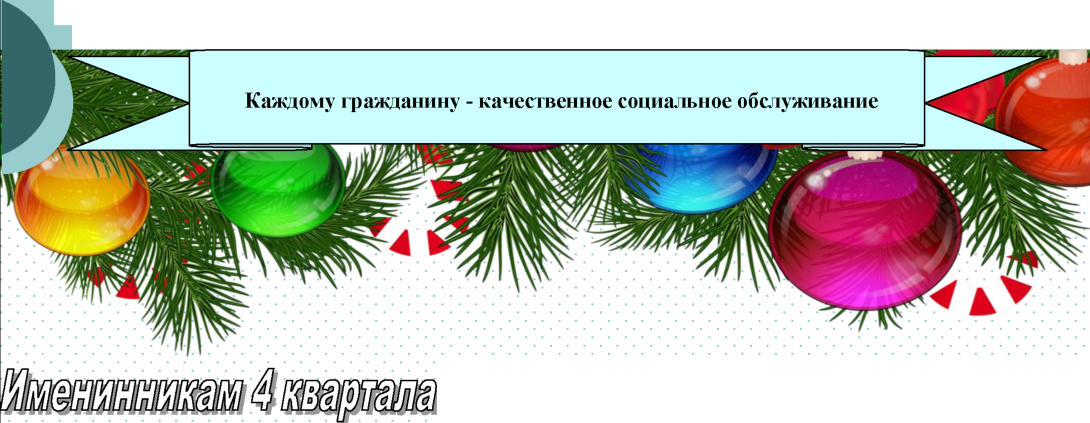 Каждому гражданину - качественное социальное обслуживание
Именинникам 4 квартала